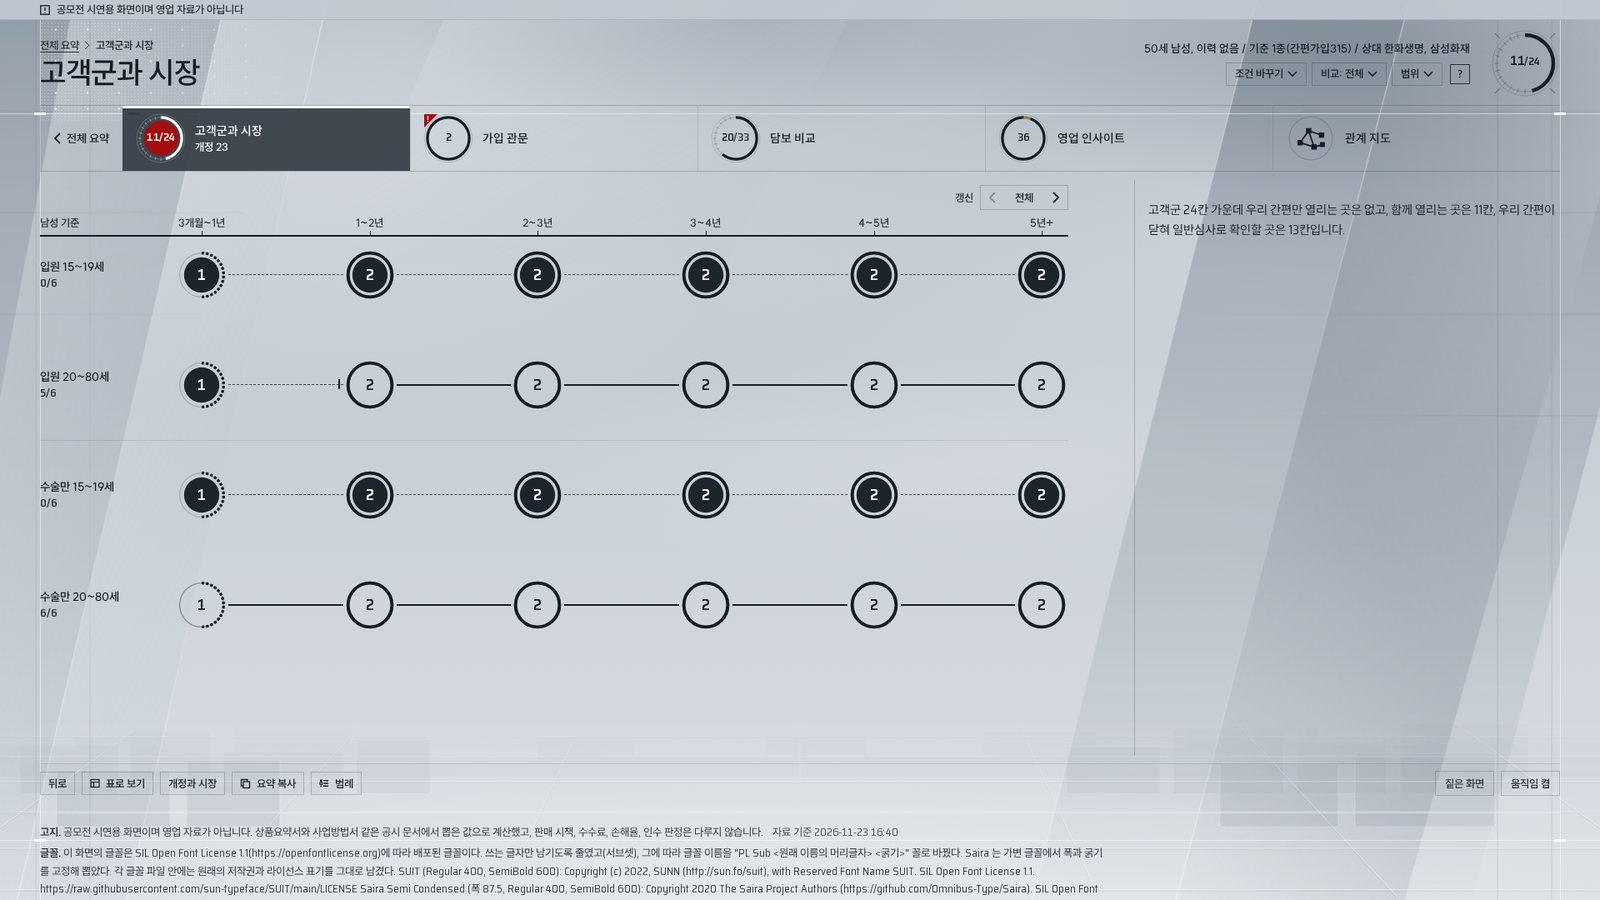 공모전 시연용 화면이며 영업 자료가 아닙니다
전체 요약 > 고객군과 시장
고객군과 시장
50세 남성, 이력 없음 / 기준 1종(간편가입315) / 상대 한화생명, 삼성화재
조건 바꾸기
비교: 전체
범위
?
11/24
전체 요약
11/24
고객군과 시장
개정 23
!
2
가입 관문
20/33
담보 비교
36
영업 인사이트
관계 지도
갱신
전체
남성 기준
3개월~1년
1~2년
2~3년
3~4년
4~5년
5년+
입원 15~19세
0/6
1 2 2 2 2 2
입원 20~80세
5/6
1 2 2 2 2 2
수술만 15~19세
0/6
1 2 2 2 2 2
수술만 20~80세
6/6
1 2 2 2 2 2
고객군 24칸 가운데 우리 간편만 열리는 곳은 없고, 함께 열리는 곳은 11칸, 우리 간편이
닫혀 일반심사로 확인할 곳은 13칸입니다.
뒤로
표로 보기
개정과 시장
요약 복사
범례
짙은 화면
움직임 켬
고지. 공모전 시연용 화면이며 영업 자료가 아닙니다. 상품요약서와 사업방법서 같은 공시 문서에서 뽑은 값으로 계산했고, 판매 시책, 수수료, 손해율, 인수 판정은 다루지 않습니다. 자료 기준 2026-11-23 16:40
글꼴. 이 화면의 글꼴은 SIL Open Font License 1.1(https://openfontlicense.org)에 따라 배포된 글꼴이다. 쓰는 글자만 남기도록 줄였고(서브셋), 그에 따라 글꼴 이름을 "PL Sub <원래 이름의 머리글자> <굵기>" 꼴로 바꿨다. Saira 는 가변 글꼴에서 폭과 굵기
를 고정해 뽑았다. 각 글꼴 파일 안에는 원래의 저작권과 라이선스 표기를 그대로 남겼다. SUIT (Regular 400, SemiBold 600): Copyright (c) 2022, SUNN (http://sun.fo/suit), with Reserved Font Name SUIT. SIL Open Font License 1.1.
https://raw.githubusercontent.com/sun-typeface/SUIT/main/LICENSE Saira Semi Condensed (폭 87.5, Regular 400, SemiBold 600): Copyright 2020 The Saira Project Authors (https://github.com/Omnibus-Type/Saira). SIL Open Font